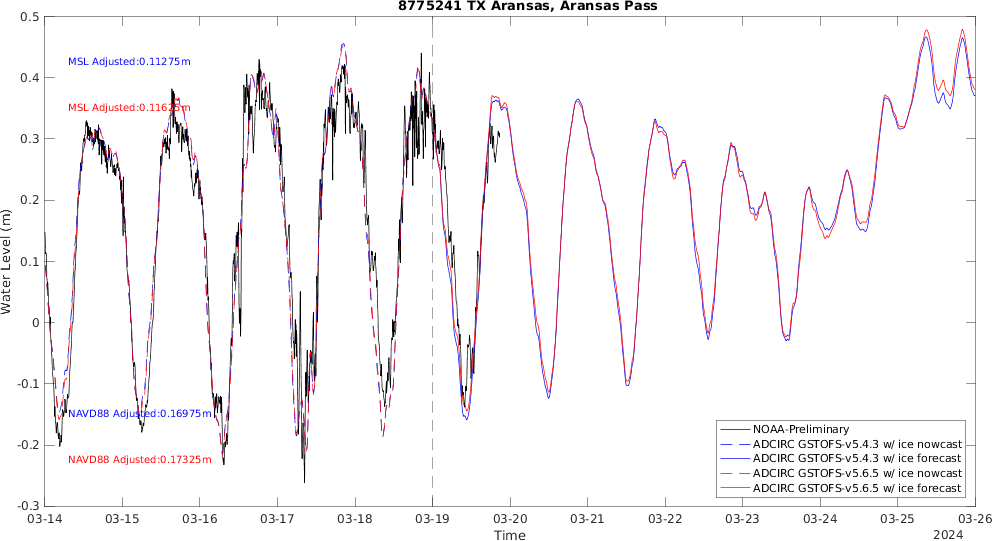 8775241 TX Aransas, Aransas Pass
0.5
0.4
0.3
0.2
0.1
0
-0.1
-0.2
-0.3
Water Level (m)
MSL Adjusted:0.11275m
MSL Adjusted:0.11625m
NAVD88 Adjusted:0.16975m
NAVD88 Adjusted:0.17325m
NOAA-Preliminary
ADCIRC GSTOFS-v5.4.3 w/ ice nowcast
ADCIRC GSTOFS-v5.4.3 w/ ice forecast
ADCIRC GSTOFS-v5.6.5 w/ ice nowcast
ADCIRC GSTOFS-v5.6.5 w/ ice forecast
03-14 03-15 03-16 03-17 03-18 03-19 03-20 03-21 03-22 03-23 03-24 03-25 03-26
Time
2024